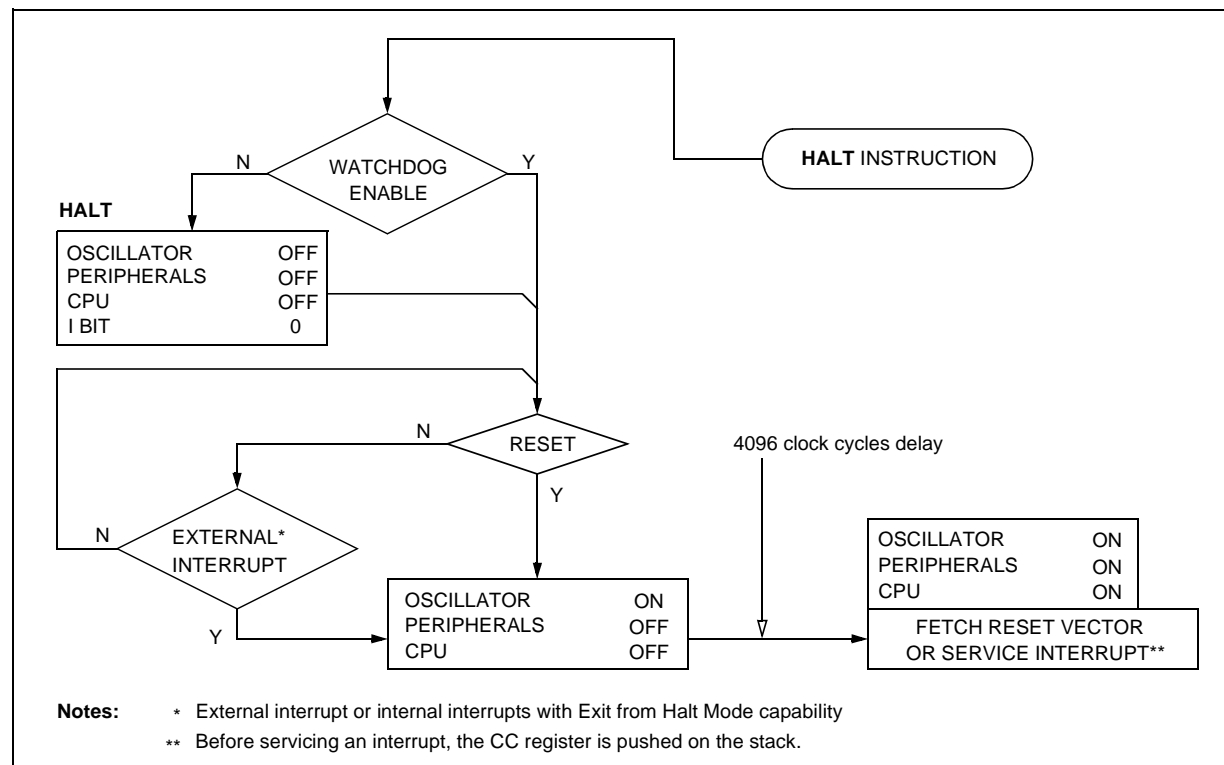 HALT INSTRUCTION
WATCHDOG
ENABLE
N
Y
HALT
OSCILLATOR OFF
PERIPHERALS OFF
CPU OFF
I BIT 0
RESET
N
Y
4096 clock cycles delay
EXTERNAL*
INTERRUPT
N
Y
OSCILLATOR ON
PERIPHERALS OFF
CPU OFF
OSCILLATOR ON
PERIPHERALS ON
CPU ON
FETCH RESET VECTOR
OR SERVICE INTERRUPT**
Notes: * External interrupt or internal interrupts with Exit from Halt Mode capability
** Before servicing an interrupt, the CC register is pushed on the stack.